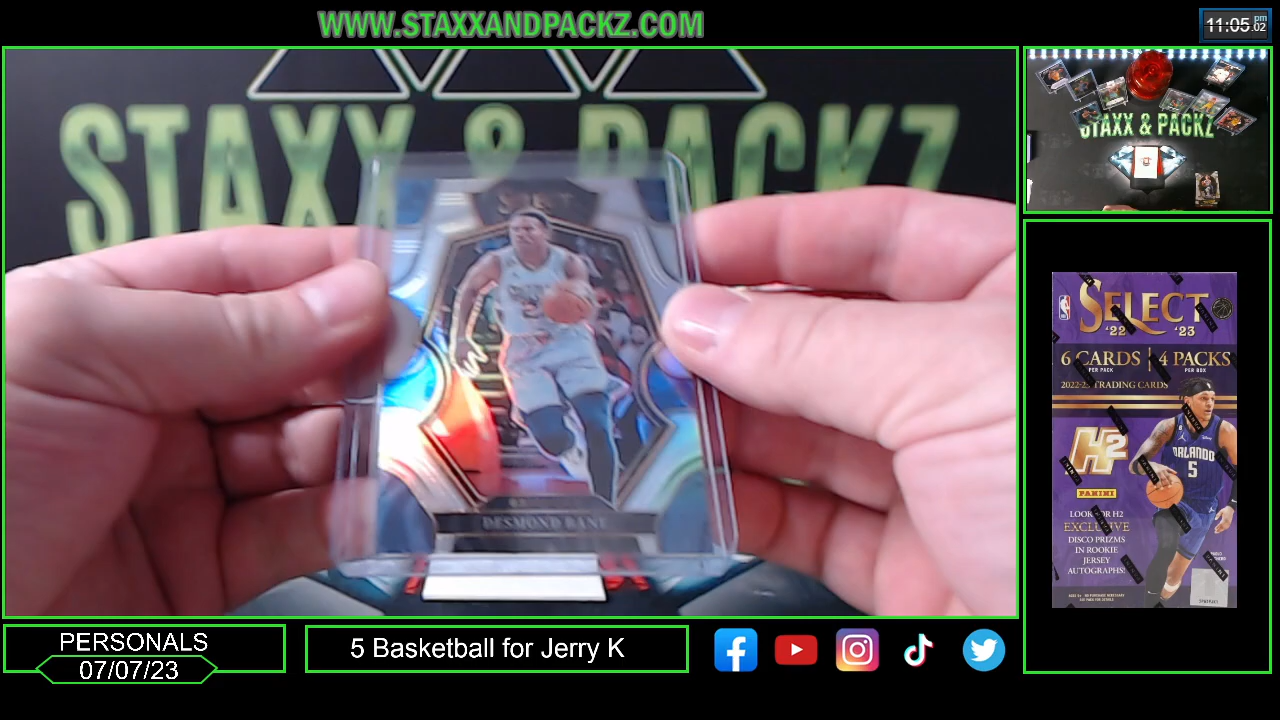 WWW.STAXXANDPACKZ.COM
11:05 pm .02
STAXX & PACKZ
SELECT
DESMOND BANE
STAXX & PACKZ
SELECT
'22 '23
6 CARDS | 4 PACKS
PER PACK PER BOX
2022-23 TRADING CARDS
H2
PANINI
ORLANDO
5
LOOK FOR H2
EXCLUSIVE
DISCO PRIZMS
IN ROOKIE
JERSEY
AUTOGRAPHS!
PERSONALS
07/07/23
5 Basketball for Jerry K